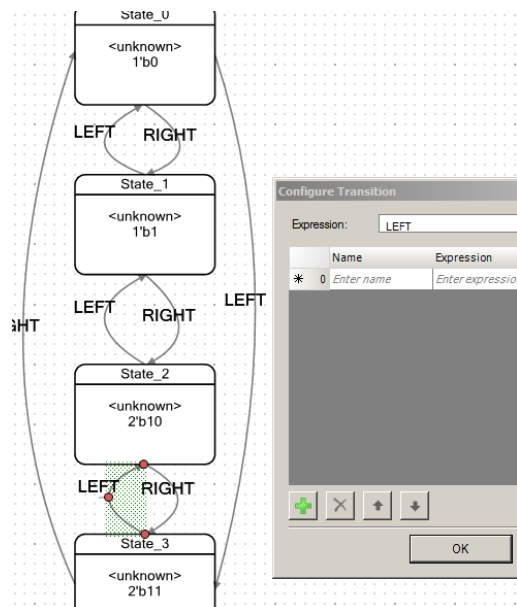 State_0
<unknown>
1'b0
LEFT
RIGHT
State_1
<unknown>
1'b1
LEFT
RIGHT
LEFT
GHT
State_2
<unknown>
2'b10
LEFT
RIGHT
State_3
<unknown>
2'b11
Configure Transition
Expression: LEFT
Name Expression
* 0 Enter name Enter expressio
OK